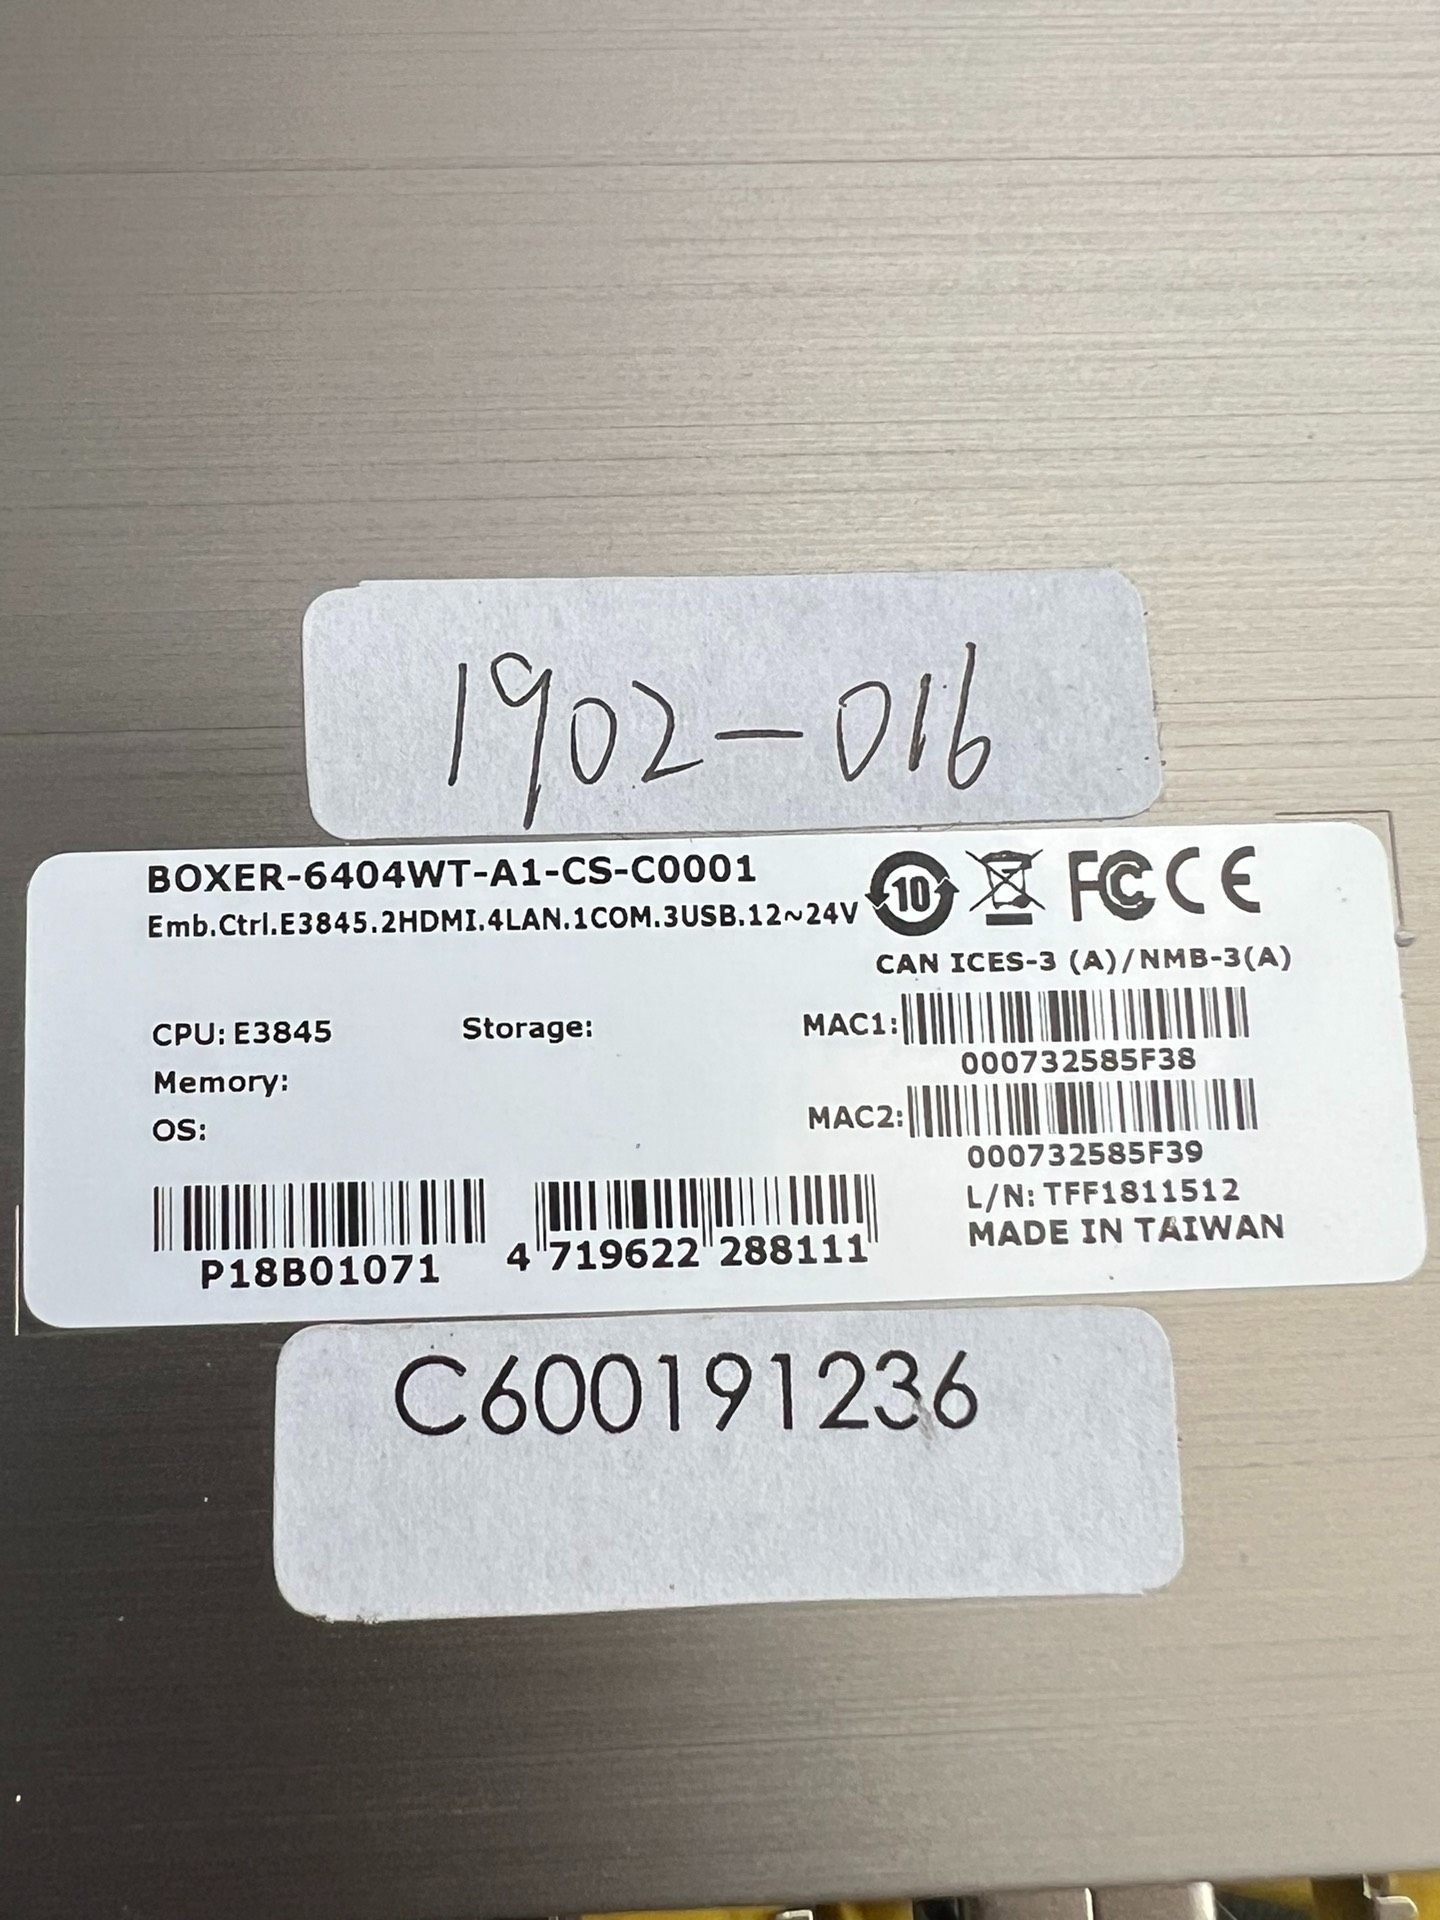 1902-016
BOXER-6404WT-A1-CS-C0001
Emb.Ctrl.E3845.2HDMI.4LAN.1COM.3USB.12~24V
10
FC CE
CAN ICES-3 (A)/NMB-3(A)
CPU: E3845
Storage:
Memory:
OS:
MAC1:
000732585F38
MAC2:
000732585F39
L/N: TFF1811512
MADE IN TAIWAN
P18B01071
4 719622 288111
C600191236